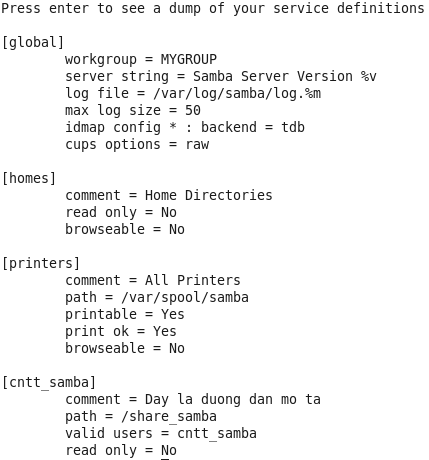 Press enter to see a dump of your service definitions
[global]
workgroup = MYGROUP
server string = Samba Server Version %v
log file = /var/log/samba/log.%m
max log size = 50
idmap config * : backend = tdb
cups options = raw
[homes]
comment = Home Directories
read only = No
browseable = No
[printers]
comment = All Printers
path = /var/spool/samba
printable = Yes
print ok = Yes
browseable = No
[cntt_samba]
comment = Day la duong dan mo ta
path = /share_samba
valid users = cntt_samba
read only = No